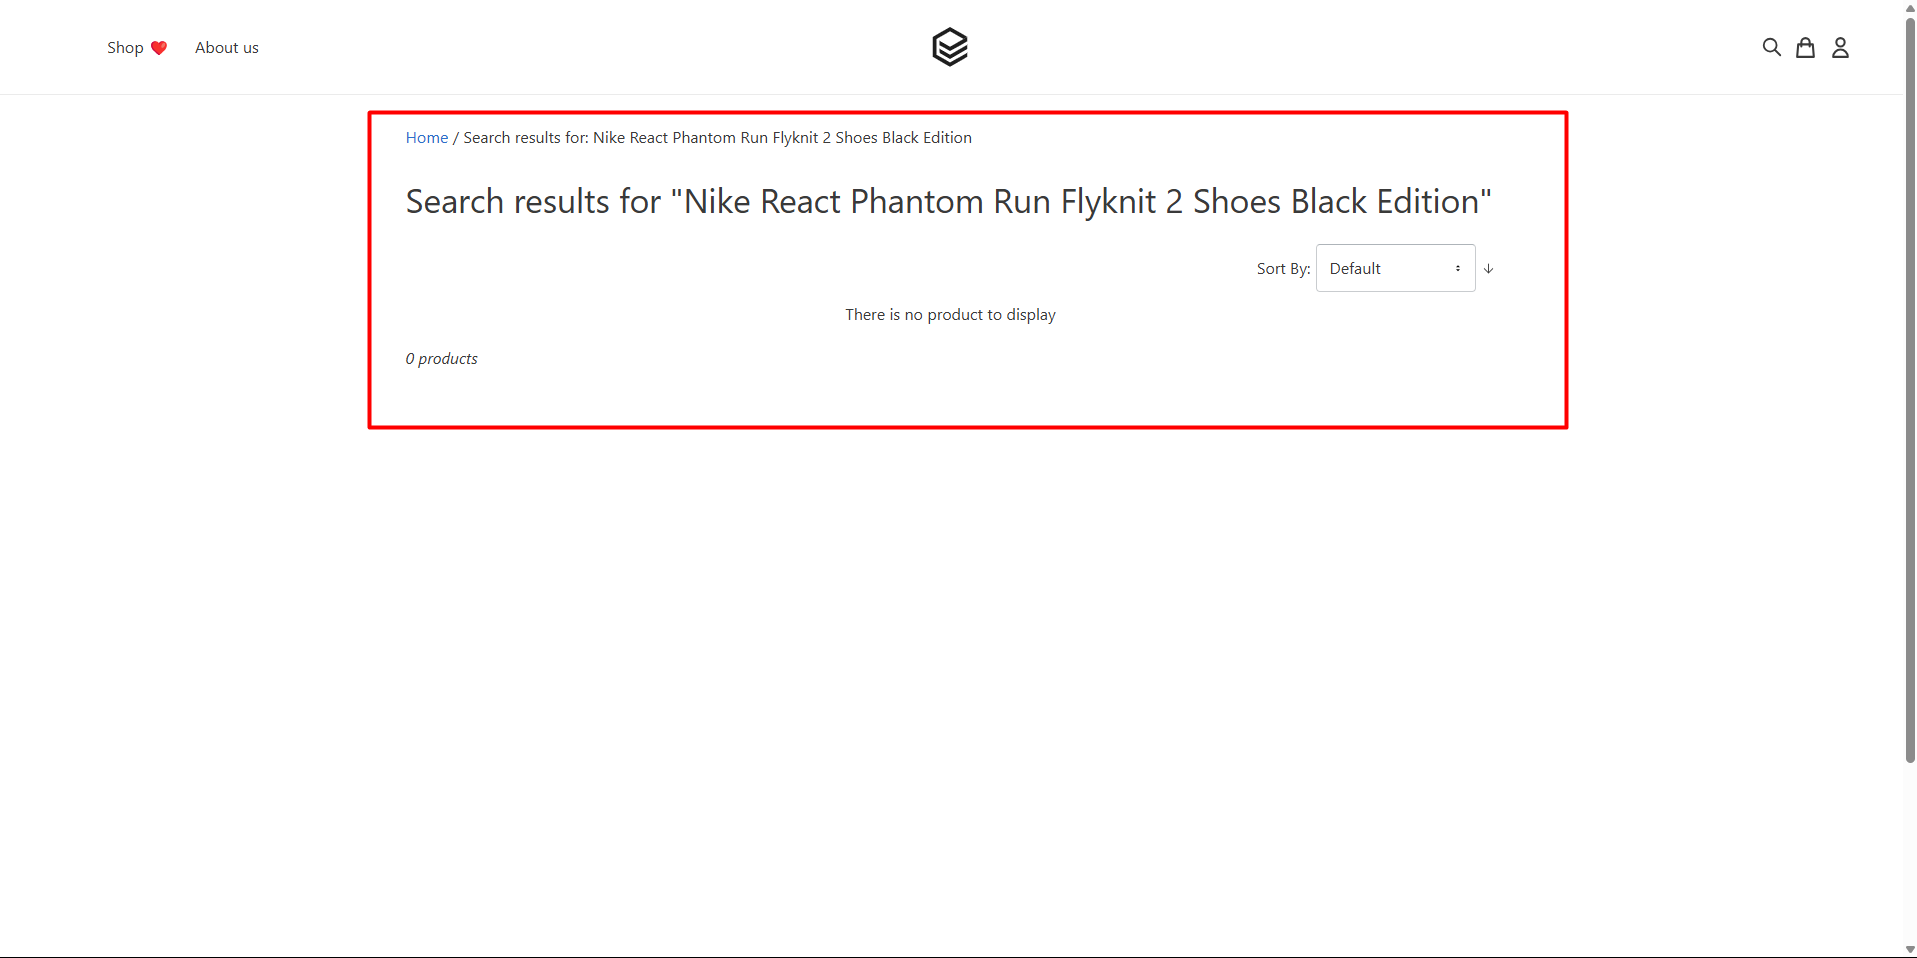 Shop ❤️ About us
Home / Search results for: Nike React Phantom Run Flyknit 2 Shoes Black Edition
Search results for "Nike React Phantom Run Flyknit 2 Shoes Black Edition"
Sort By: Default ↓
There is no product to display
0 products